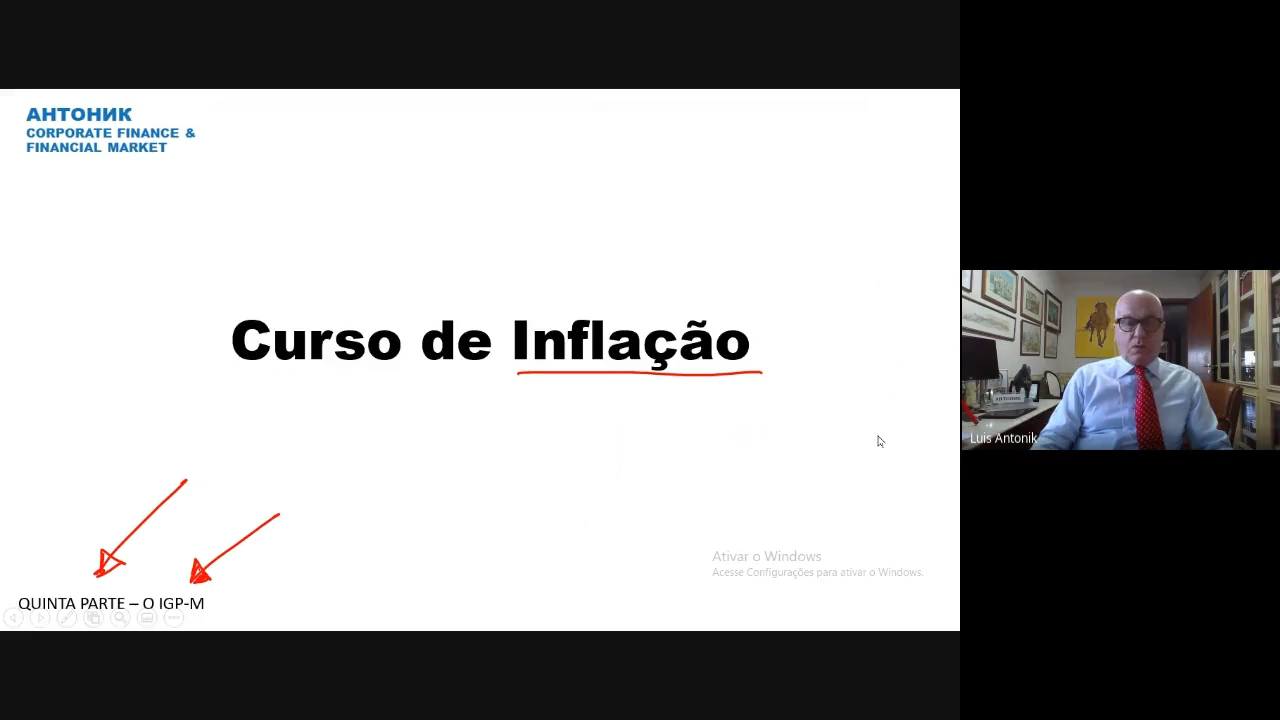 АНТОНИК
CORPORATE FINANCE &
FINANCIAL MARKET
Curso de Inflação
Luis Antonik
Ativar o Windows
Acesse Configurações para ativar o Windows.
QUINTA PARTE – O IGP-M